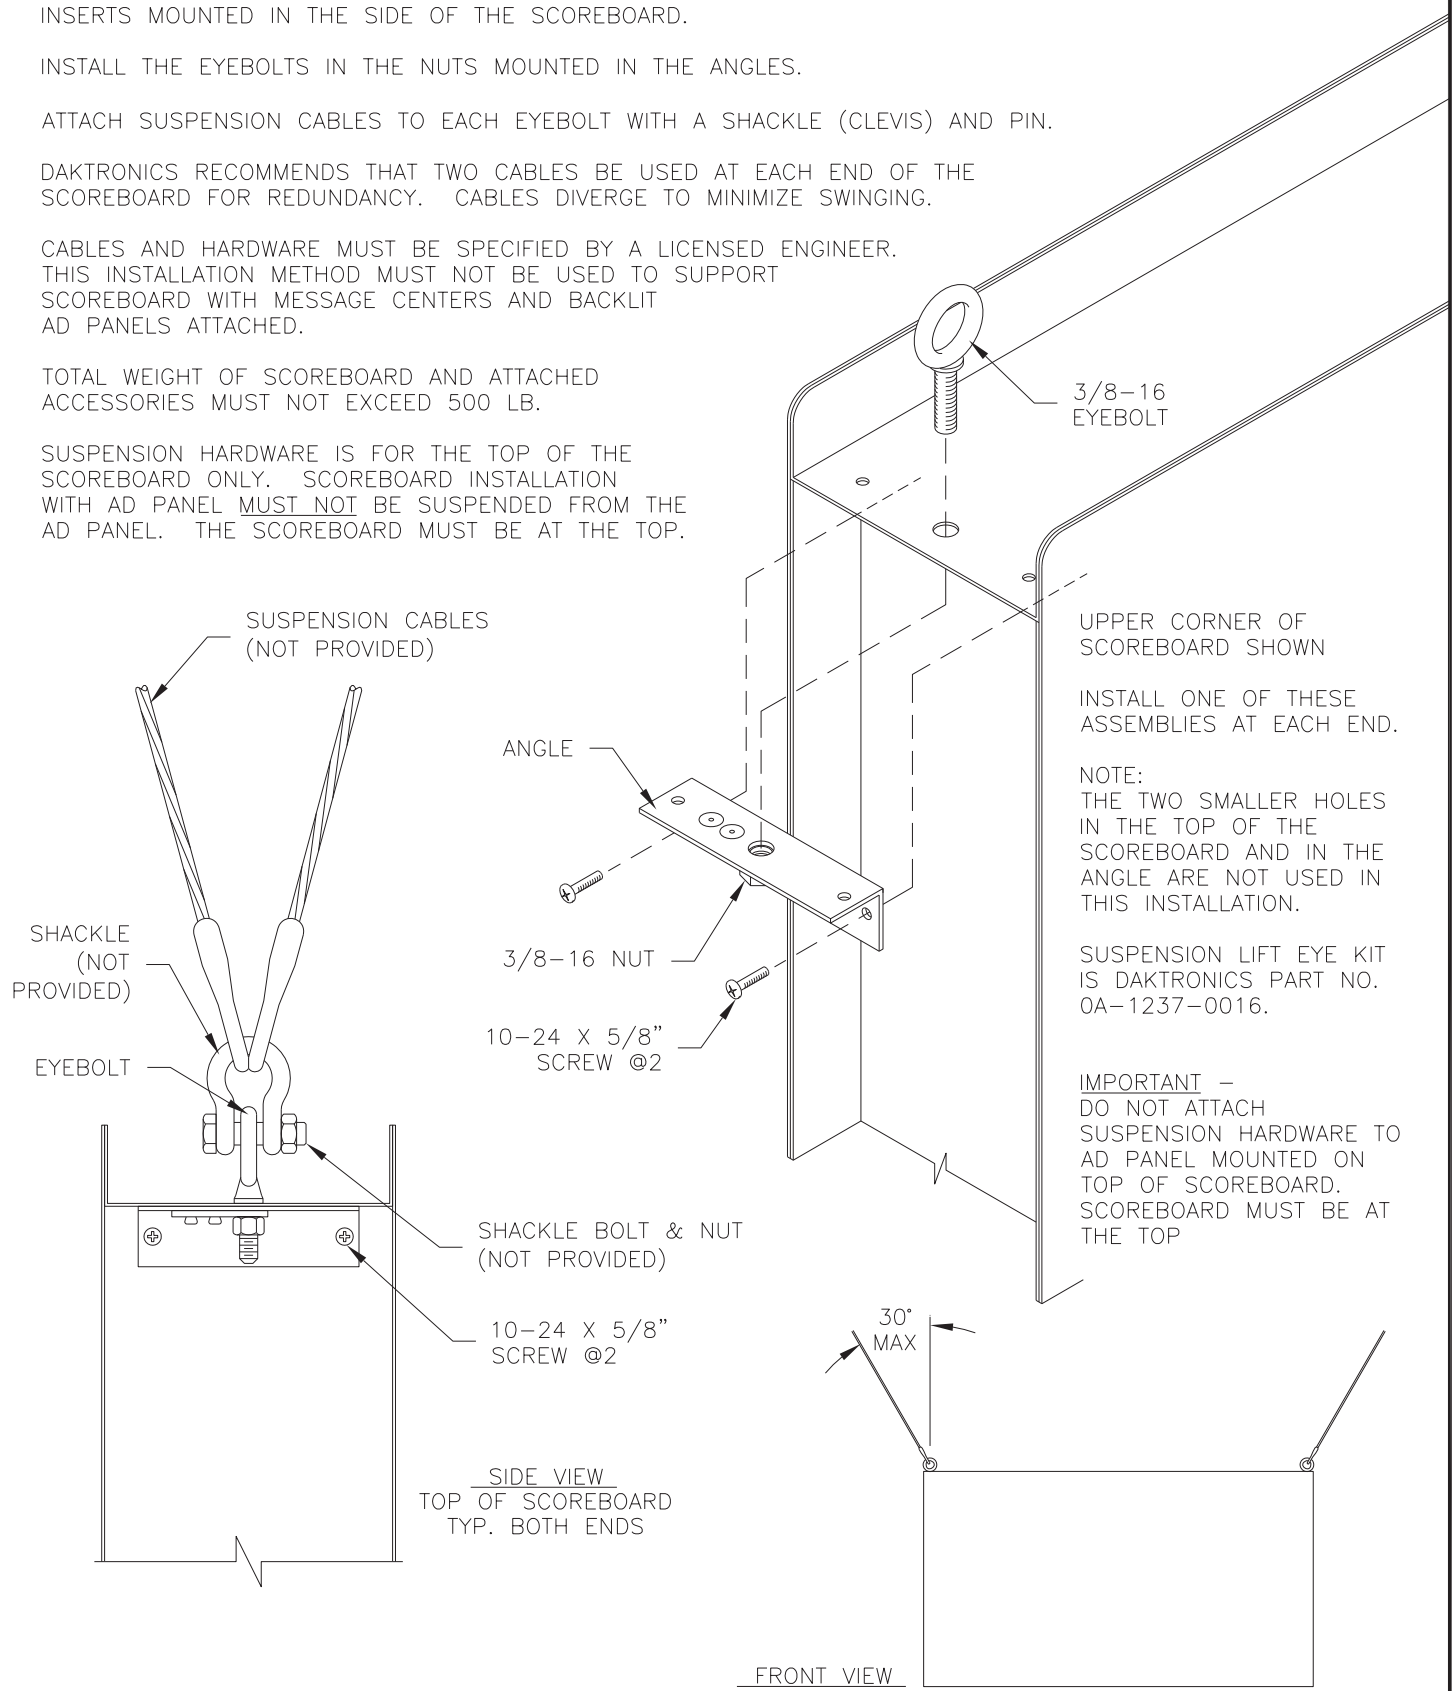 INSERTS MOUNTED IN THE SIDE OF THE SCOREBOARD.
INSTALL THE EYEBOLTS IN THE NUTS MOUNTED IN THE ANGLES.
ATTACH SUSPENSION CABLES TO EACH EYEBOLT WITH A SHACKLE (CLEVIS) AND PIN.
DAKTRONICS RECOMMENDS THAT TWO CABLES BE USED AT EACH END OF THE
SCOREBOARD FOR REDUNDANCY. CABLES DIVERGE TO MINIMIZE SWINGING.
CABLES AND HARDWARE MUST BE SPECIFIED BY A LICENSED ENGINEER.
THIS INSTALLATION METHOD MUST NOT BE USED TO SUPPORT
SCOREBOARD WITH MESSAGE CENTERS AND BACKLIT
AD PANELS ATTACHED.
TOTAL WEIGHT OF SCOREBOARD AND ATTACHED
ACCESSORIES MUST NOT EXCEED 500 LB.
SUSPENSION HARDWARE IS FOR THE TOP OF THE
SCOREBOARD ONLY. SCOREBOARD INSTALLATION
WITH AD PANEL MUST NOT BE SUSPENDED FROM THE
AD PANEL. THE SCOREBOARD MUST BE AT THE TOP.
3/8-16
EYEBOLT
SUSPENSION CABLES
(NOT PROVIDED)
UPPER CORNER OF
SCOREBOARD SHOWN
INSTALL ONE OF THESE
ASSEMBLIES AT EACH END.
NOTE:
THE TWO SMALLER HOLES
IN THE TOP OF THE
SCOREBOARD AND IN THE
ANGLE ARE NOT USED IN
THIS INSTALLATION.
SUSPENSION LIFT EYE KIT
IS DAKTRONICS PART NO.
0A-1237-0016.
IMPORTANT -
DO NOT ATTACH
SUSPENSION HARDWARE TO
AD PANEL MOUNTED ON
TOP OF SCOREBOARD.
SCOREBOARD MUST BE AT
THE TOP
ANGLE
3/8-16 NUT
10-24 X 5/8"
SCREW @2
SHACKLE
(NOT
PROVIDED)
EYEBOLT
SHACKLE BOLT & NUT
(NOT PROVIDED)
10-24 X 5/8"
SCREW @2
SIDE VIEW
TOP OF SCOREBOARD
TYP. BOTH ENDS
30°
MAX
FRONT VIEW